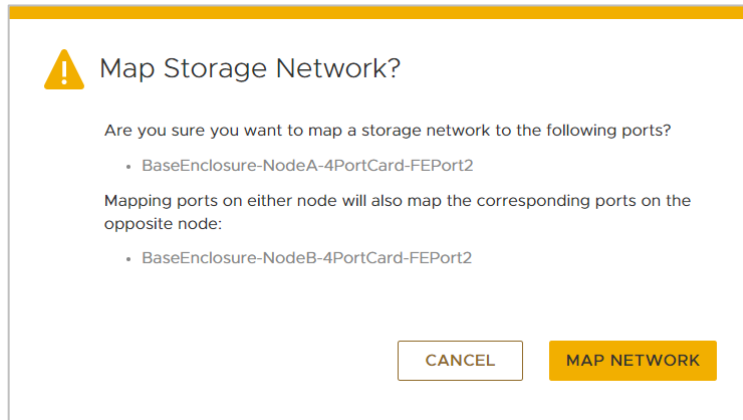 Map Storage Network?
Are you sure you want to map a storage network to the following ports?
• BaseEnclosure-NodeA-4PortCard-FEPort2
Mapping ports on either node will also map the corresponding ports on the
opposite node:
• BaseEnclosure-NodeB-4PortCard-FEPort2
CANCEL
MAP NETWORK